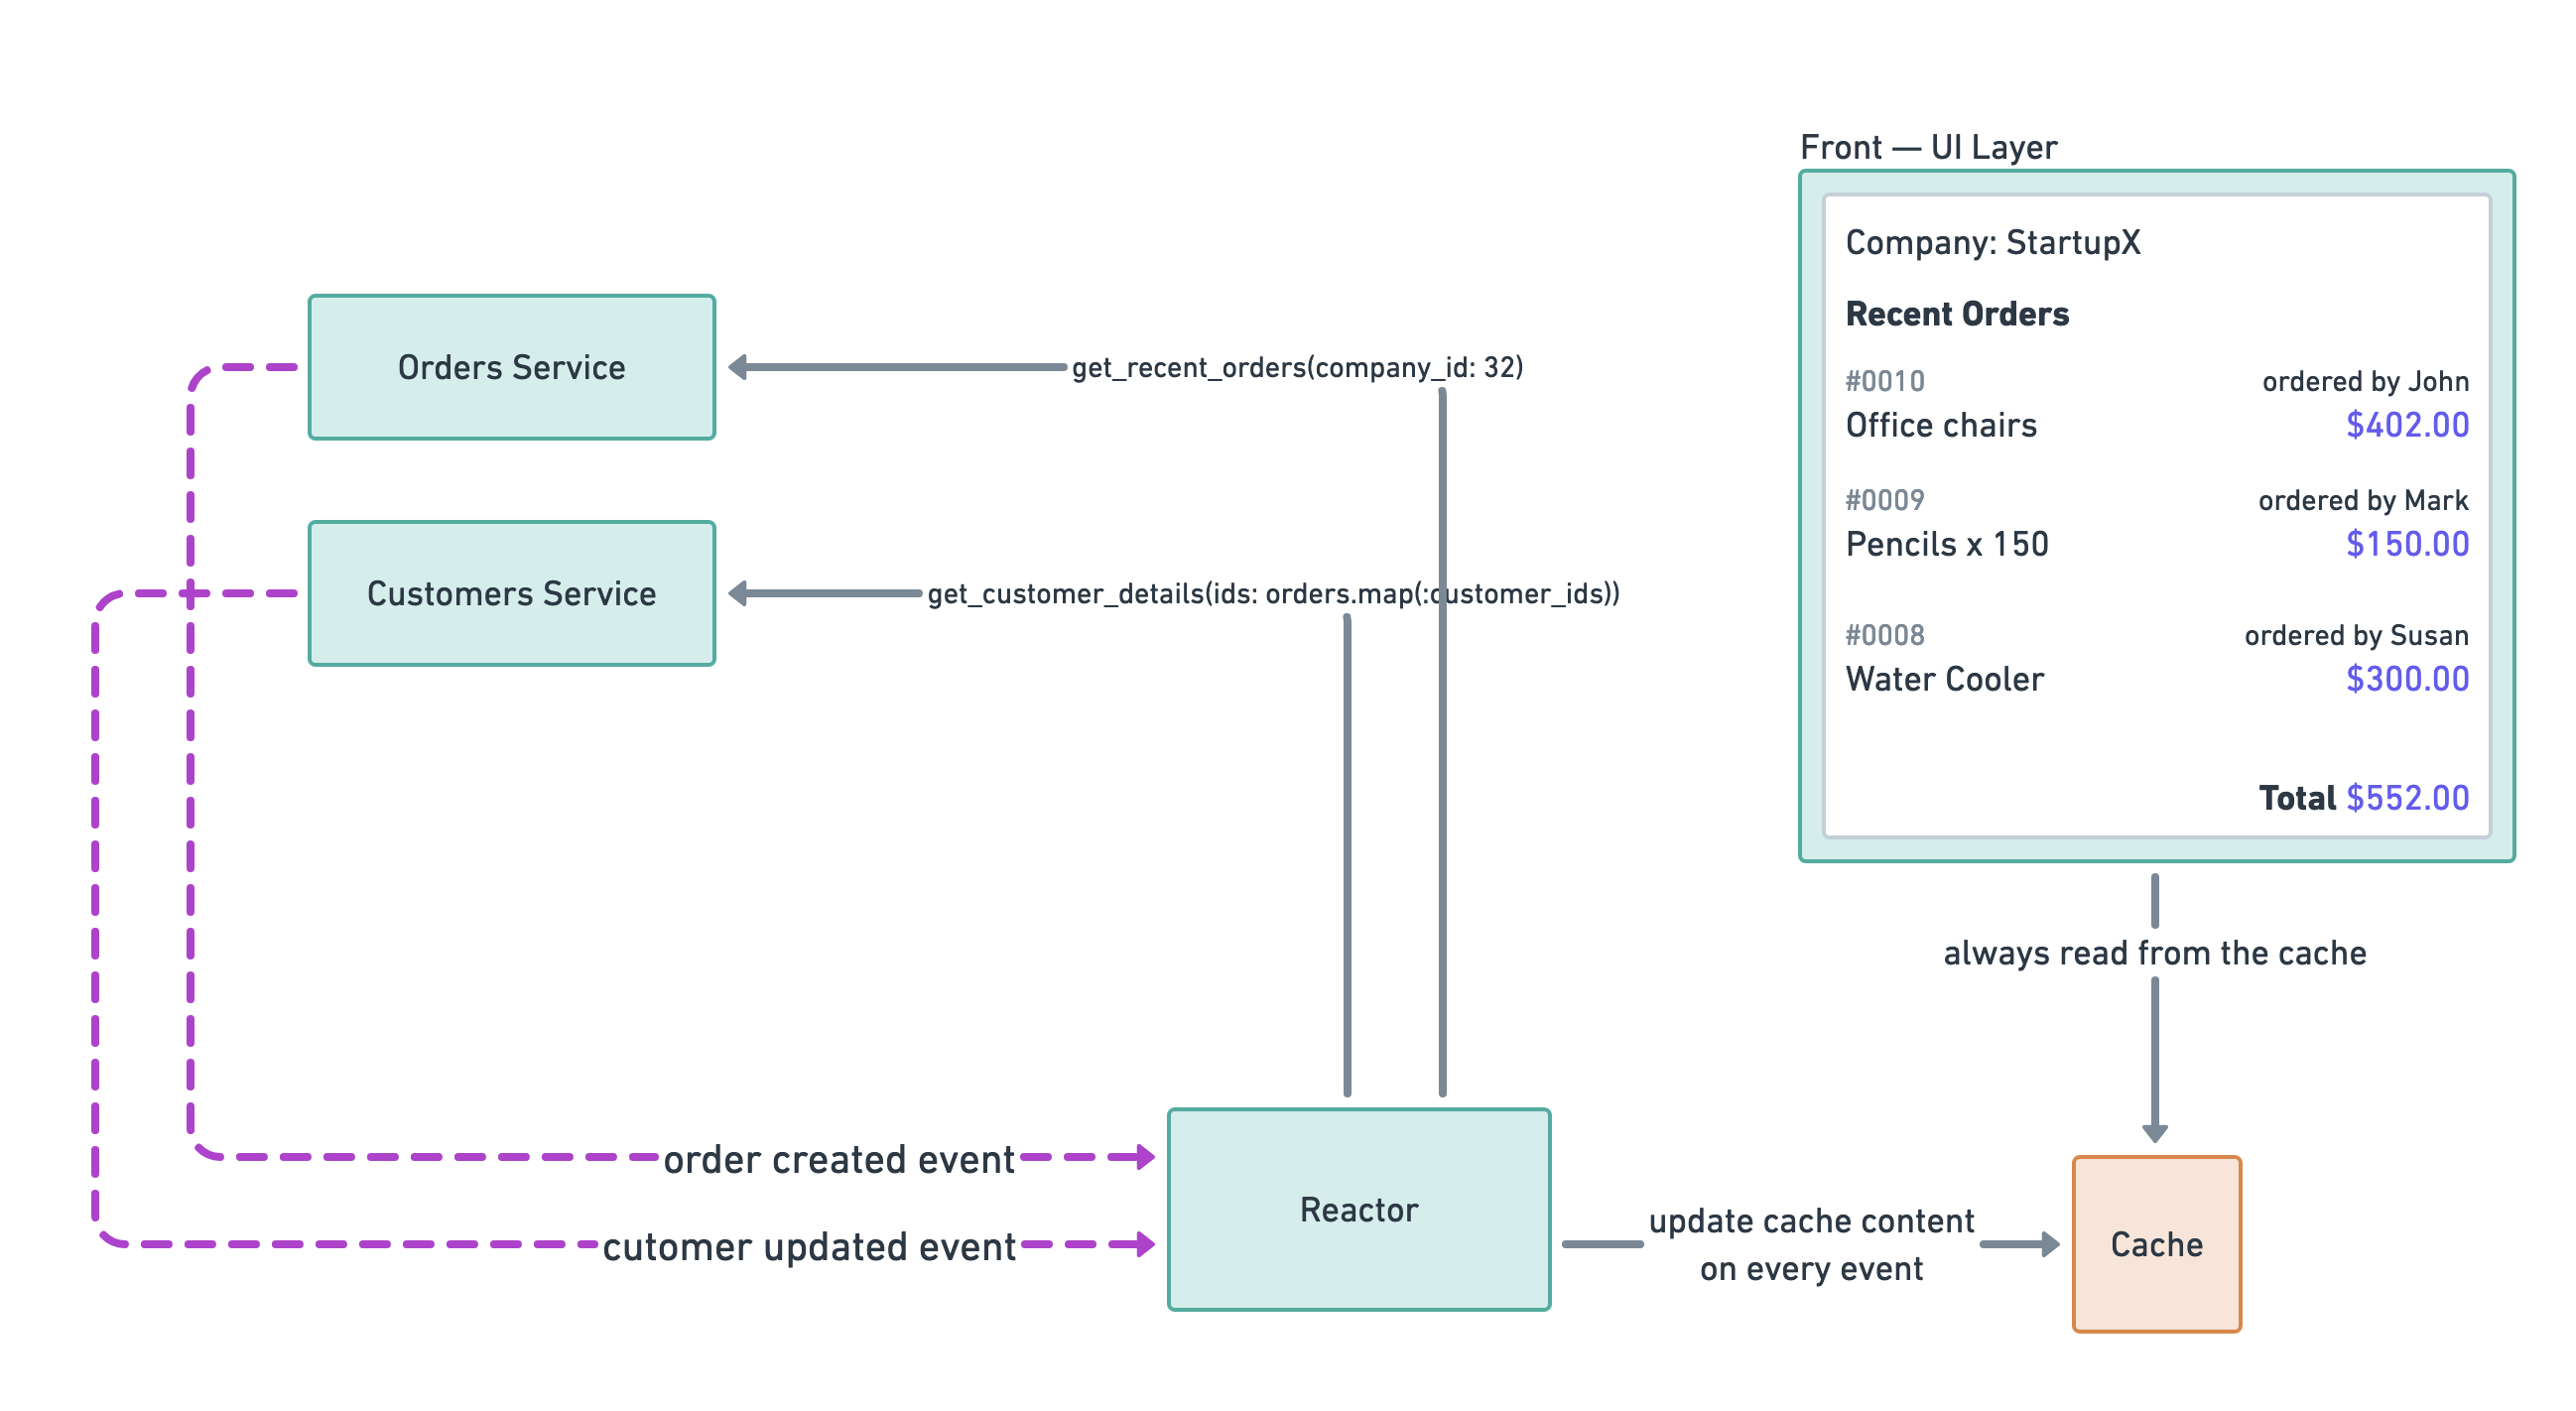 Front — UI Layer
Company: StartupX
Recent Orders
#0010 ordered by John
Office chairs $402.00
#0009 ordered by Mark
Pencils x 150 $150.00
#0008 ordered by Susan
Water Cooler $300.00
Total $552.00
Orders Service
get_recent_orders(company_id: 32)
Customers Service
get_customer_details(ids: orders.map(:customer_ids))
always read from the cache
order created event
cutomer updated event
Reactor
update cache content
on every event
Cache